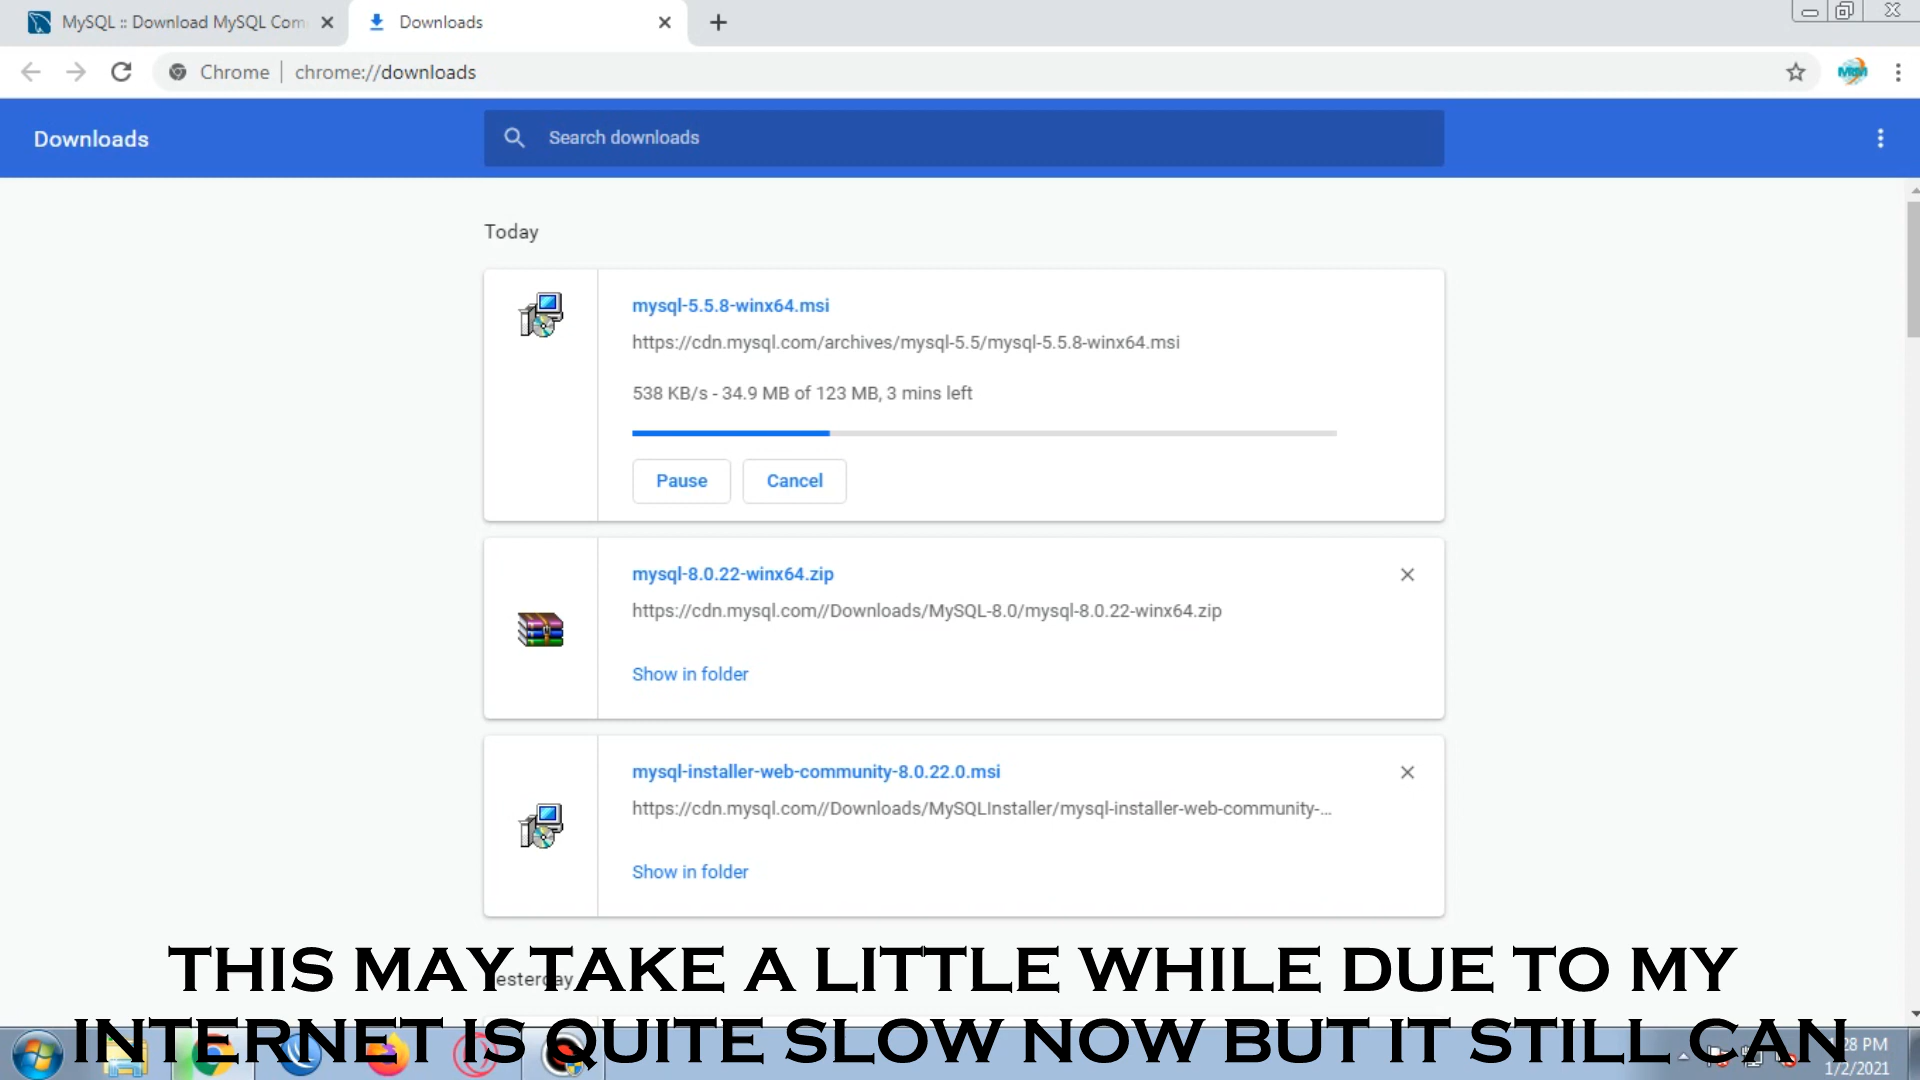 MySQL :: Download MySQL Com
Downloads
Chrome | chrome://downloads
MRM
Downloads
Search downloads
Today
mysql-5.5.8-winx64.msi
https://cdn.mysql.com/archives/mysql-5.5/mysql-5.5.8-winx64.msi
538 KB/s - 34.9 MB of 123 MB, 3 mins left
Pause
Cancel
mysql-8.0.22-winx64.zip
https://cdn.mysql.com//Downloads/MySQL-8.0/mysql-8.0.22-winx64.zip
Show in folder
mysql-installer-web-community-8.0.22.0.msi
https://cdn.mysql.com//Downloads/MySQLInstaller/mysql-installer-web-community-...
Show in folder
esterday
THIS MAY TAKE A LITTLE WHILE DUE TO MY
INTERNET IS QUITE SLOW NOW BUT IT STILL CAN
28 PM
1/2/2021